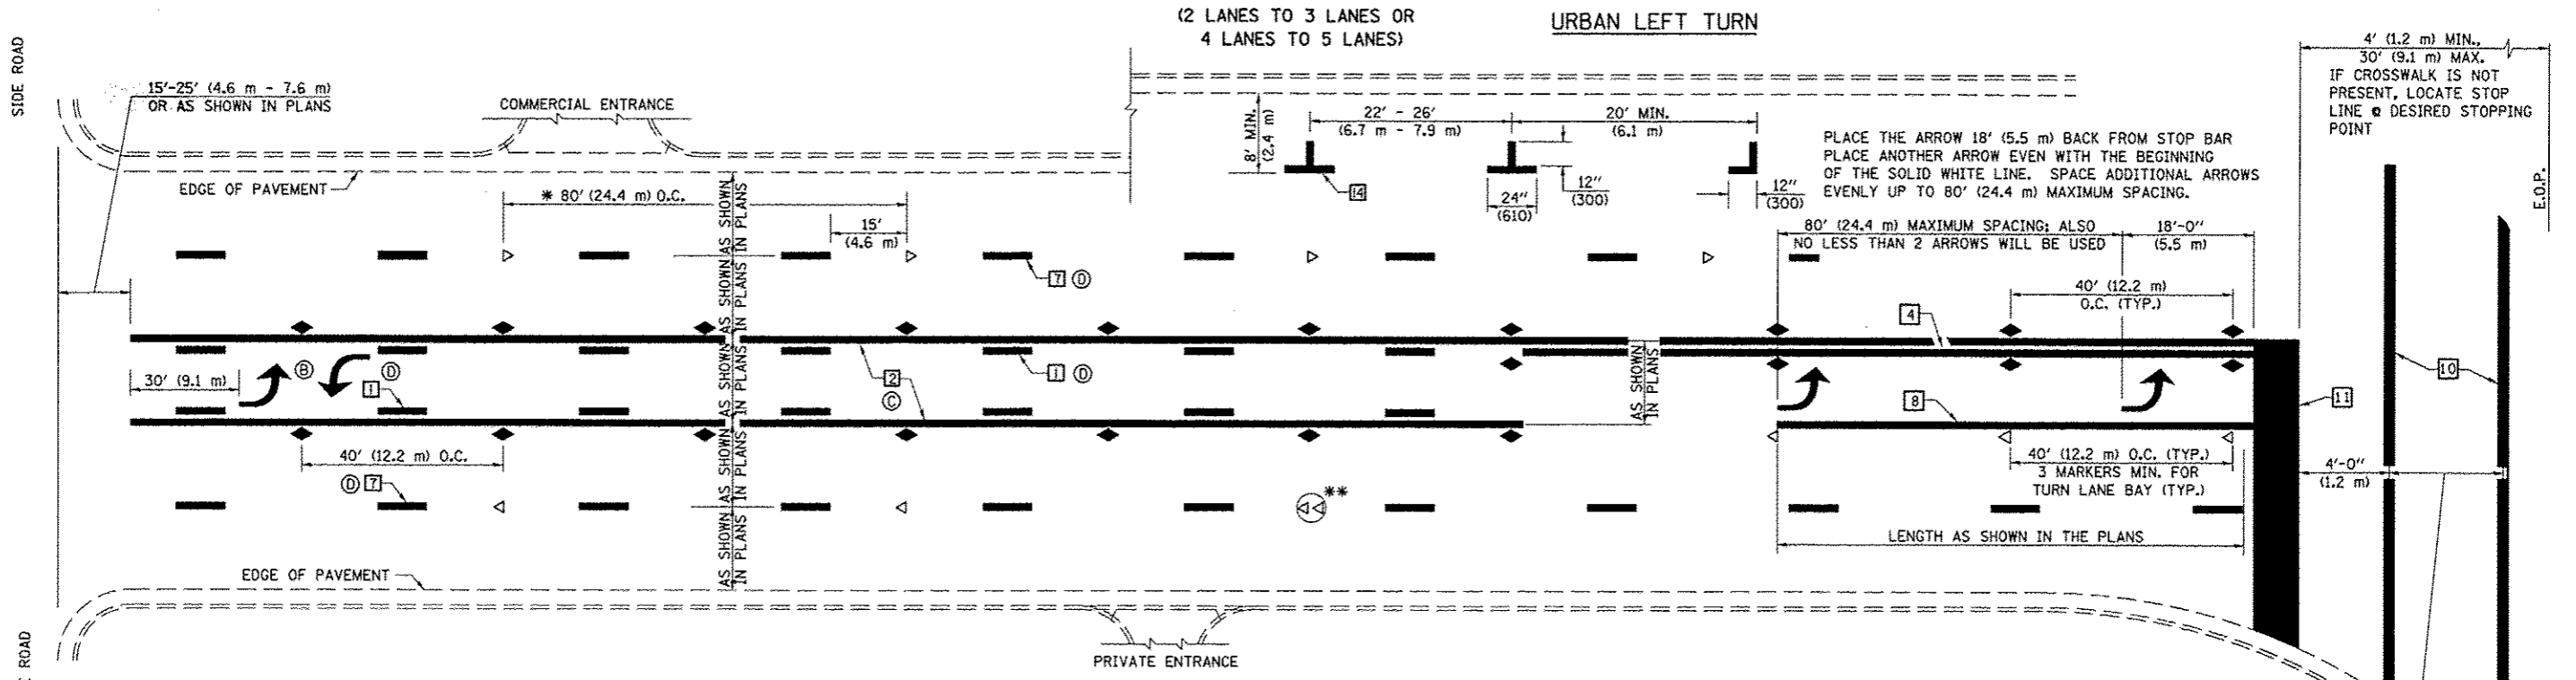 (2 LANES TO 3 LANES OR
4 LANES TO 5 LANES)
URBAN LEFT TURN
SIDE ROAD
15'-25' (4.6 m - 7.6 m)
OR AS SHOWN IN PLANS
COMMERCIAL ENTRANCE
EDGE OF PAVEMENT
* 80' (24.4 m) O.C.
15'
(4.6 m)
8' MIN.
(2.4 m)
22' - 26'
(6.7 m - 7.9 m)
20' MIN.
(6.1 m)
14
24"
(610)
12"
(300)
12"
(300)
4' (1.2 m) MIN.,
30' (9.1 m) MAX.
IF CROSSWALK IS NOT
PRESENT, LOCATE STOP
LINE @ DESIRED STOPPING
POINT
E.O.P.
PLACE THE ARROW 18' (5.5 m) BACK FROM STOP BAR
PLACE ANOTHER ARROW EVEN WITH THE BEGINNING
OF THE SOLID WHITE LINE. SPACE ADDITIONAL ARROWS
EVENLY UP TO 80' (24.4 m) MAXIMUM SPACING.
80' (24.4 m) MAXIMUM SPACING; ALSO
NO LESS THAN 2 ARROWS WILL BE USED
18'-0"
(5.5 m)
40' (12.2 m)
O.C. (TYP.)
7 D
4
AS SHOWN
IN PLANS
AS SHOWN
IN PLANS
AS SHOWN
IN PLANS
AS SHOWN
IN PLANS
AS SHOWN
IN PLANS
30' (9.1 m)
B
D
1
2
C
1 D
AS SHOWN
IN PLANS
8
10
11
40' (12.2 m) O.C.
D 7
**
40' (12.2 m) O.C. (TYP.)
3 MARKERS MIN. FOR
TURN LANE BAY (TYP.)
4'-0"
(1.2 m)
LENGTH AS SHOWN IN THE PLANS
EDGE OF PAVEMENT
PRIVATE ENTRANCE
ROAD